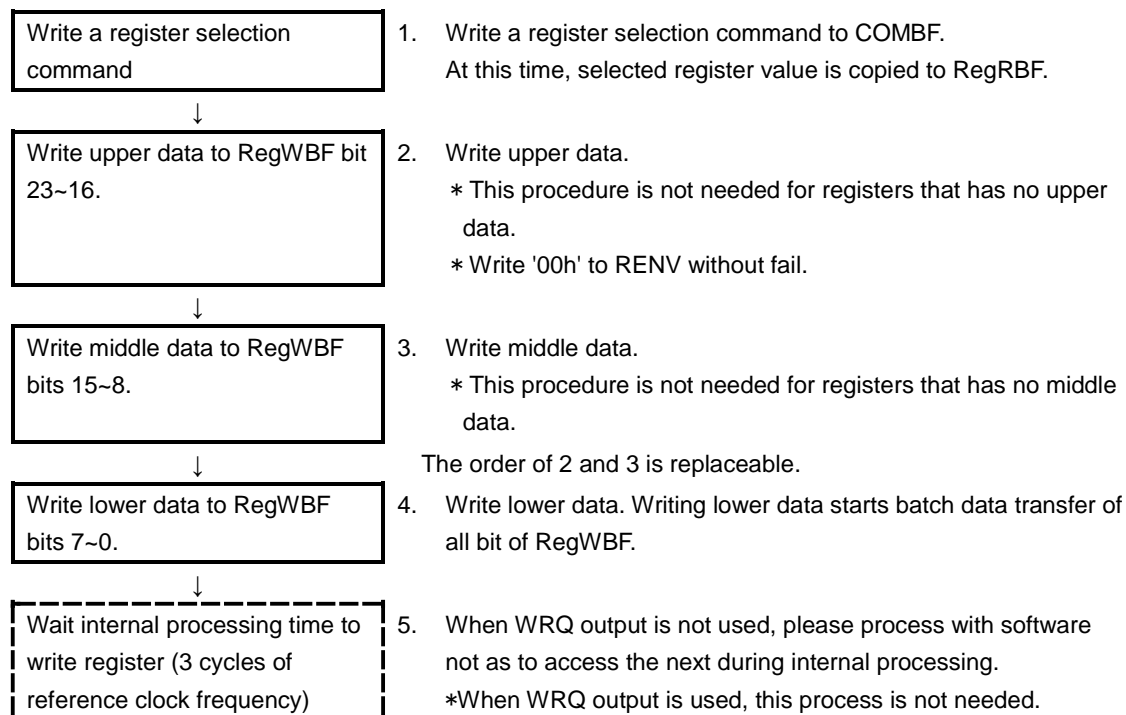 Write a register selection
command
1. Write a register selection command to COMBF.
At this time, selected register value is copied to RegRBF.
↓
Write upper data to RegWBF bit
23~16.
2. Write upper data.
* This procedure is not needed for registers that has no upper
data.
* Write '00h' to RENV without fail.
↓
Write middle data to RegWBF
bits 15~8.
3. Write middle data.
* This procedure is not needed for registers that has no middle
data.
↓
The order of 2 and 3 is replaceable.
Write lower data to RegWBF
bits 7~0.
4. Write lower data. Writing lower data starts batch data transfer of
all bit of RegWBF.
↓
Wait internal processing time to
write register (3 cycles of
reference clock frequency)
5. When WRQ output is not used, please process with software
not as to access the next during internal processing.
*When WRQ output is used, this process is not needed.